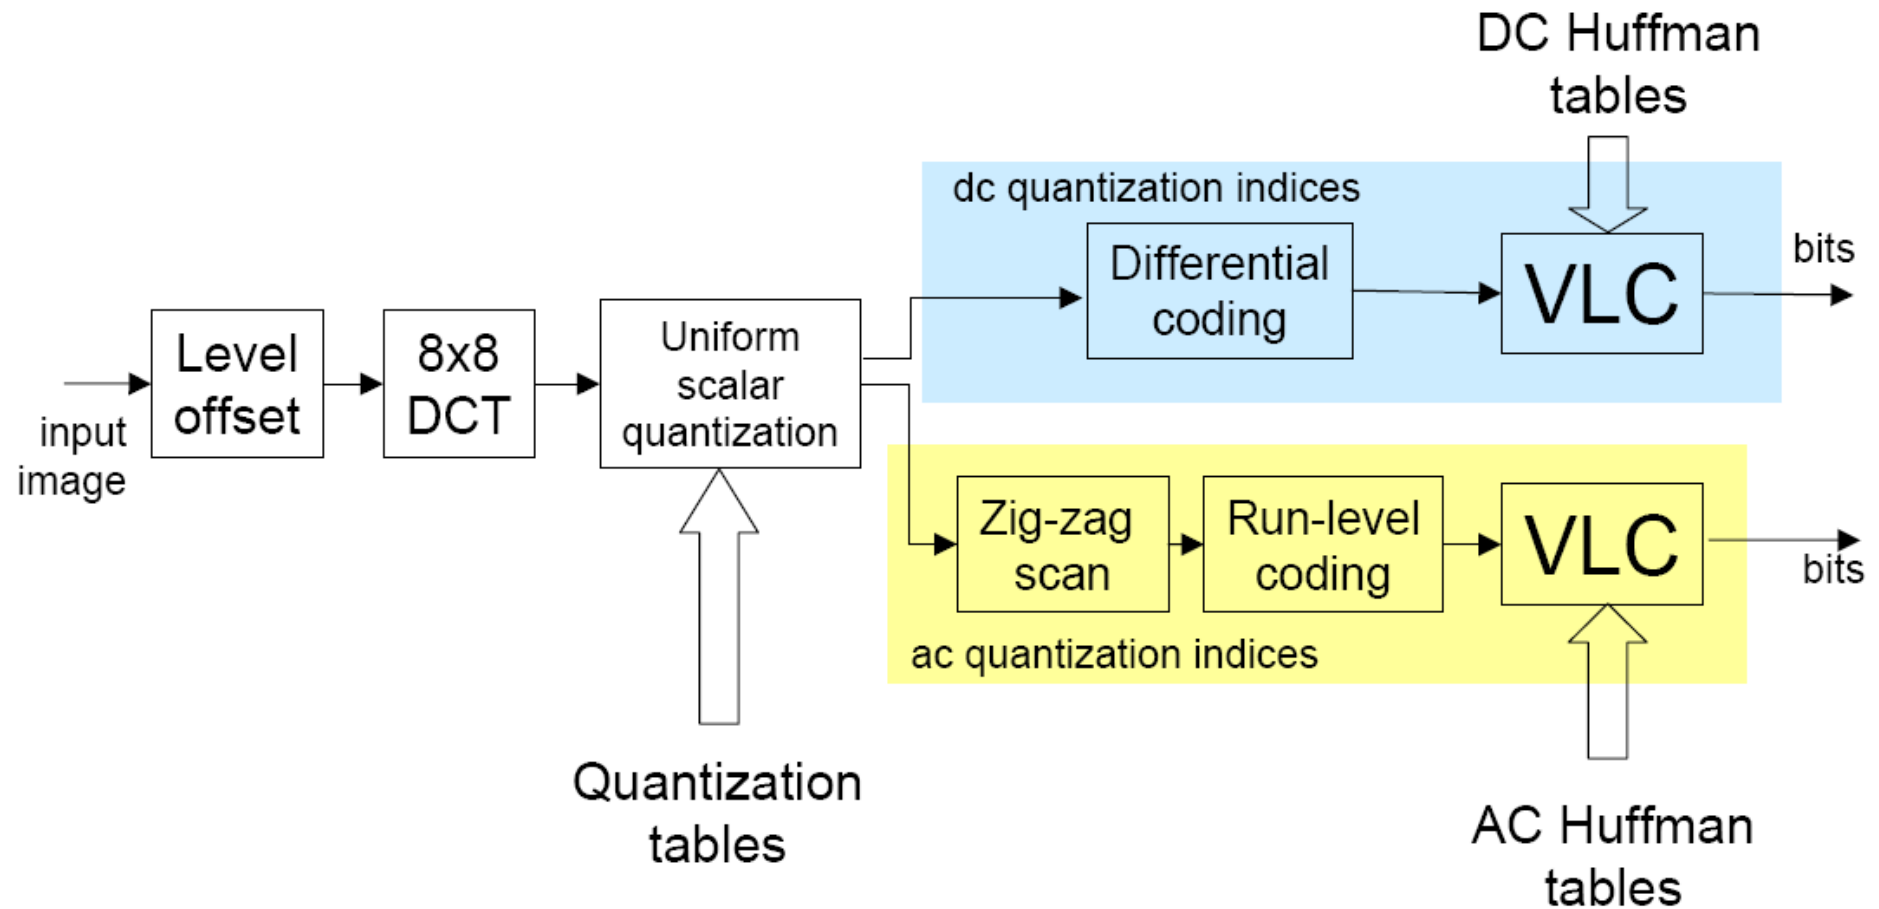 DC Huffman
tables
dc quantization indices
Differential
coding
VLC
bits
input
image
Level
offset
8x8
DCT
Uniform
scalar
quantization
Zig-zag
scan
Run-level
coding
VLC
bits
ac quantization indices
Quantization
tables
AC Huffman
tables